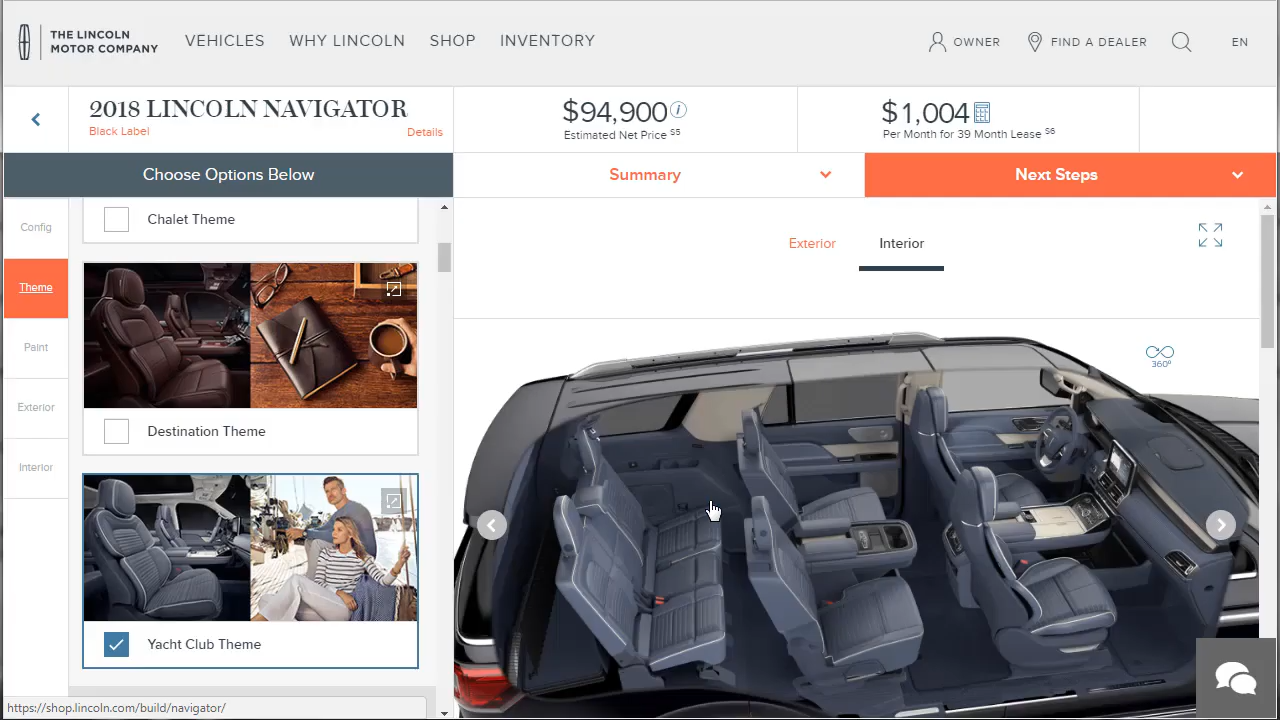 THE LINCOLN
MOTOR COMPANY
VEHICLES WHY LINCOLN SHOP INVENTORY
OWNER FIND A DEALER EN
2018 LINCOLN NAVIGATOR
Black Label Details
$94,900
Estimated Net Price S5
$1,004
Per Month for 39 Month Lease S6
Choose Options Below
Summary
Next Steps
Config
Theme
Paint
Exterior
Interior
Chalet Theme
Destination Theme
Yacht Club Theme
Exterior Interior
360°
https://shop.lincoln.com/build/navigator/